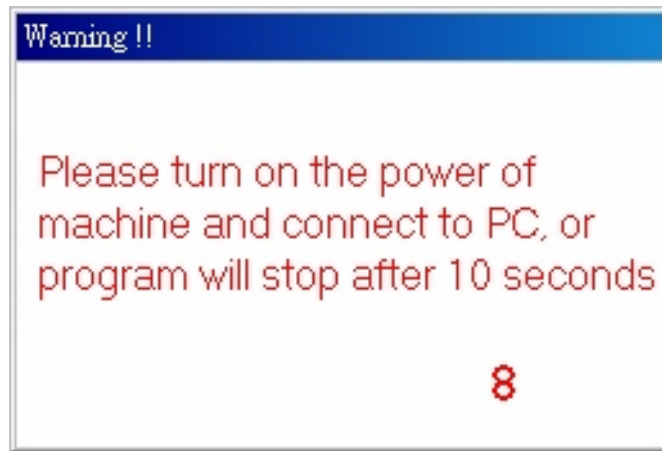 Warning !!
Please turn on the power of
machine and connect to PC, or
program will stop after 10 seconds
8